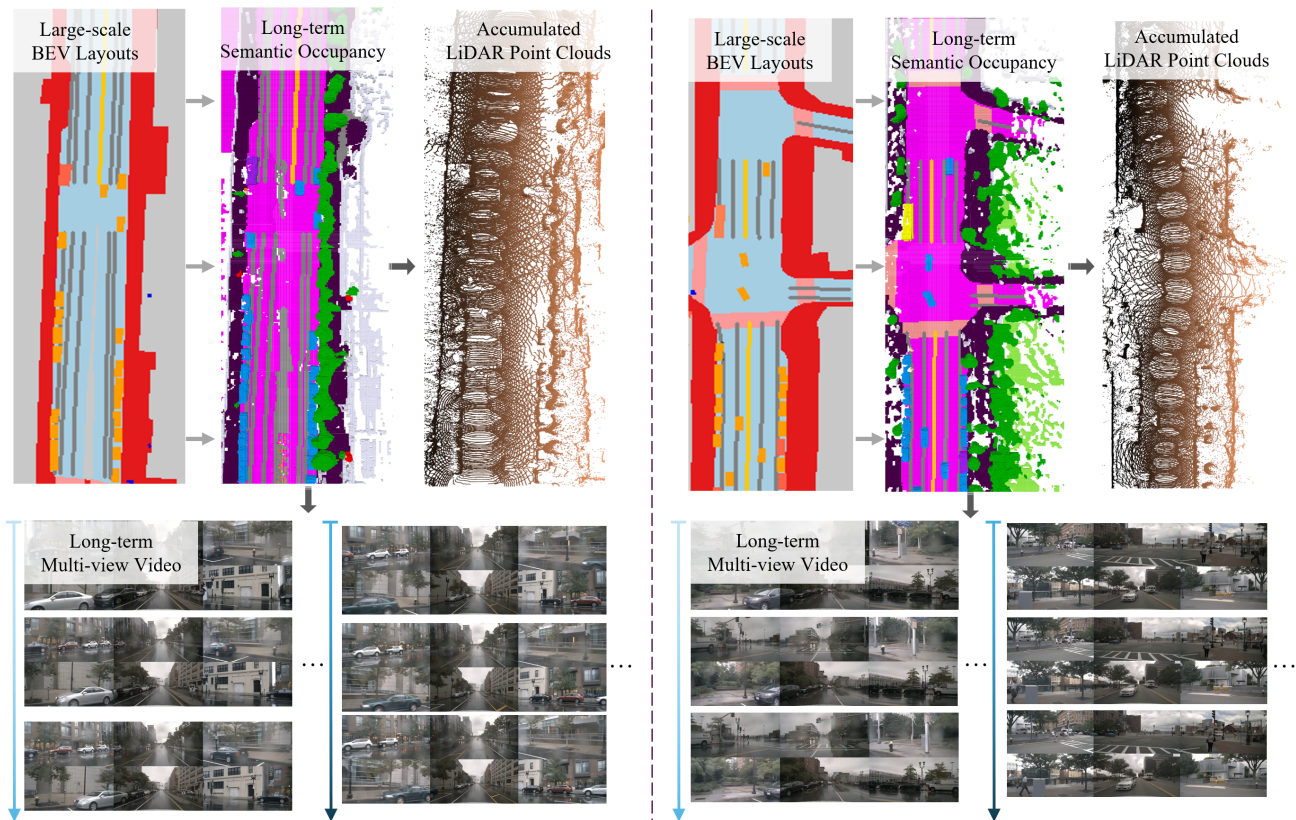 Large-scale
BEV Layouts
Long-term
Semantic Occupancy
Accumulated
LiDAR Point Clouds
Large-scale
BEV Layouts
Long-term
Semantic Occupancy
Accumulated
LiDAR Point Clouds
Long-term
Multi-view Video
...
...
Long-term
Multi-view Video
...
...